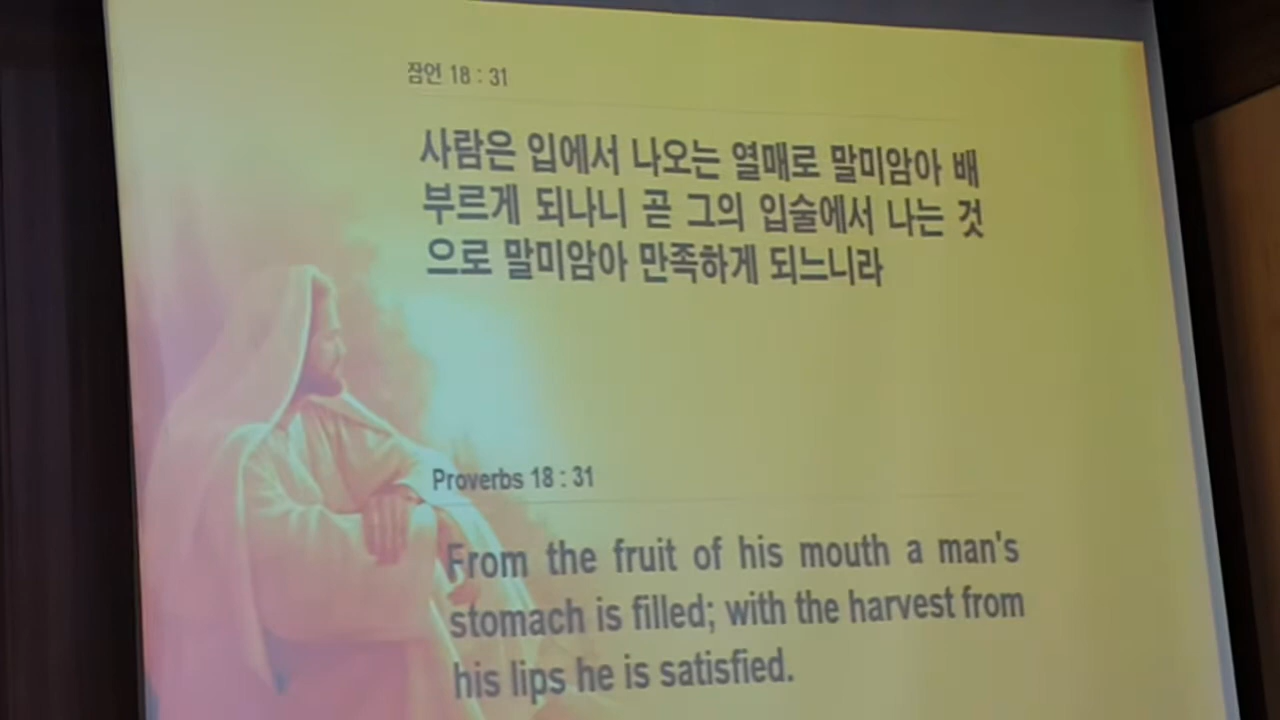 잠언 18 : 31
사람은 입에서 나오는 열매로 말미암아 배
부르게 되나니 곧 그의 입술에서 나는 것
으로 말미암아 만족하게 되느니라
Proverbs 18 : 31
From the fruit of his mouth a man's
stomach is filled; with the harvest from
his lips he is satisfied.